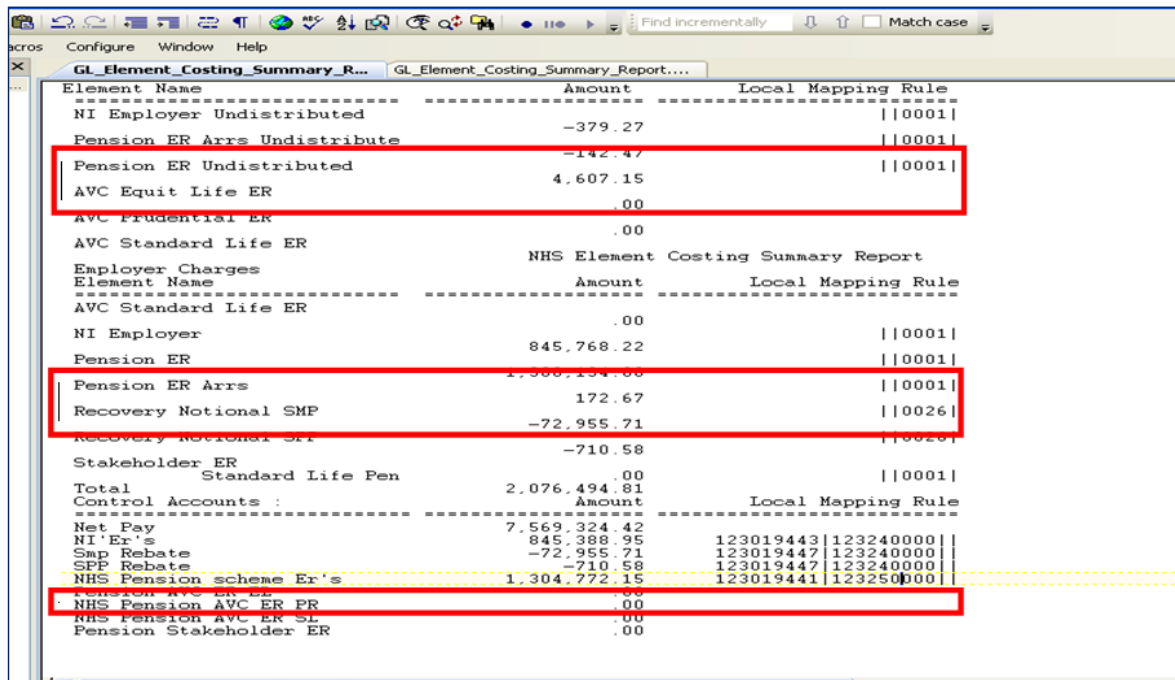 Find incrementally Match case
acros Configure Window Help
GL_Element_Costing_Summary_R... GL_Element_Costing_Summary_Report....
Element Name Amount Local Mapping Rule
NI Employer Undistributed ||0001|
-379.27
Pension ER Arrs Undistribute ||0001|
-142.47
Pension ER Undistributed ||0001|
4,607.15
AVC Equit Life ER
.00
AVC Prudential ER
.00
AVC Standard Life ER
NHS Element Costing Summary Report
Employer Charges
Element Name Amount Local Mapping Rule
AVC Standard Life ER
.00
NI Employer ||0001|
845,768.22
Pension ER ||0001|
Pension ER Arrs ||0001|
172.67
Recovery Notional SMP ||0026|
-72,955.71
Recovery Notional SPP ||0026|
-710.58
Stakeholder ER
Standard Life Pen .00 ||0001|
Total 2,076,494.81
Control Accounts : Amount Local Mapping Rule
Net Pay 7,569,324.42
NI'Er's 845,388.95 123019443|123240000||
Smp Rebate -72,955.71 123019447|123240000||
SPP Rebate -710.58 123019447|123240000||
NHS Pension scheme Er's 1,304,772.15 123019441|123250000||
Pension AVC ER EL .00
NHS Pension AVC ER PR .00
NHS Pension AVC ER SL .00
Pension Stakeholder ER .00